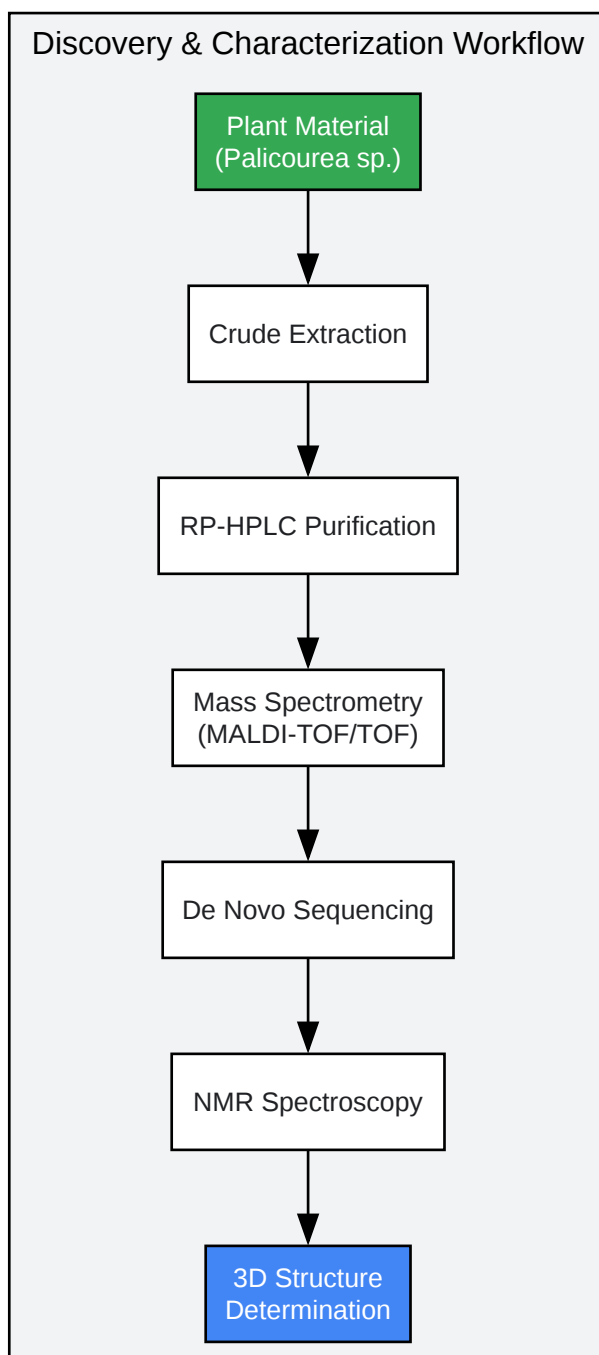 Discovery & Characterization Workflow
Plant Material
(Palicourea sp.)
Crude Extraction
RP-HPLC Purification
Mass Spectrometry
(MALDI-TOF/TOF)
De Novo Sequencing
NMR Spectroscopy
3D Structure
Determination